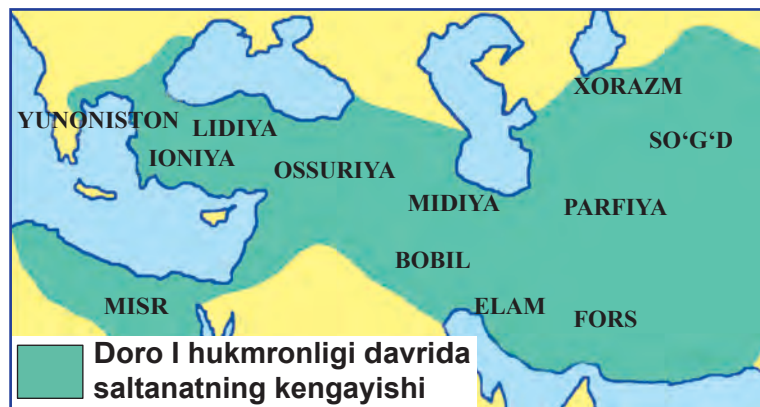 XORAZM
YUNONISTON
LIDIYA
SO‘G‘D
IONIYA
OSSURIYA
MIDIYA
PARFIYA
BOBIL
MISR
ELAM
FORS
Doro I hukmronligi davrida
saltanatning kengayishi